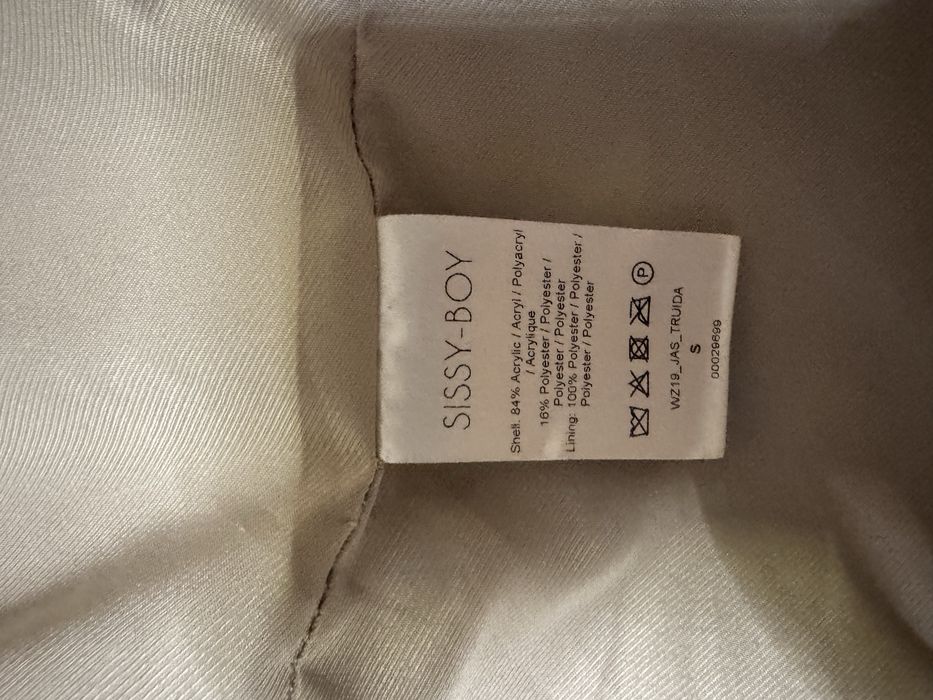 SISSY-BOY
Shell: 84% Acrylic / Acryl / Polyacryl
/ Acrylique
16% Polyester / Polyester /
Polyester / Polyester
Lining: 100% Polyester / Polyester /
Polyester / Polyester
P
WZ19_JAS_TRUIDA
S
00029699